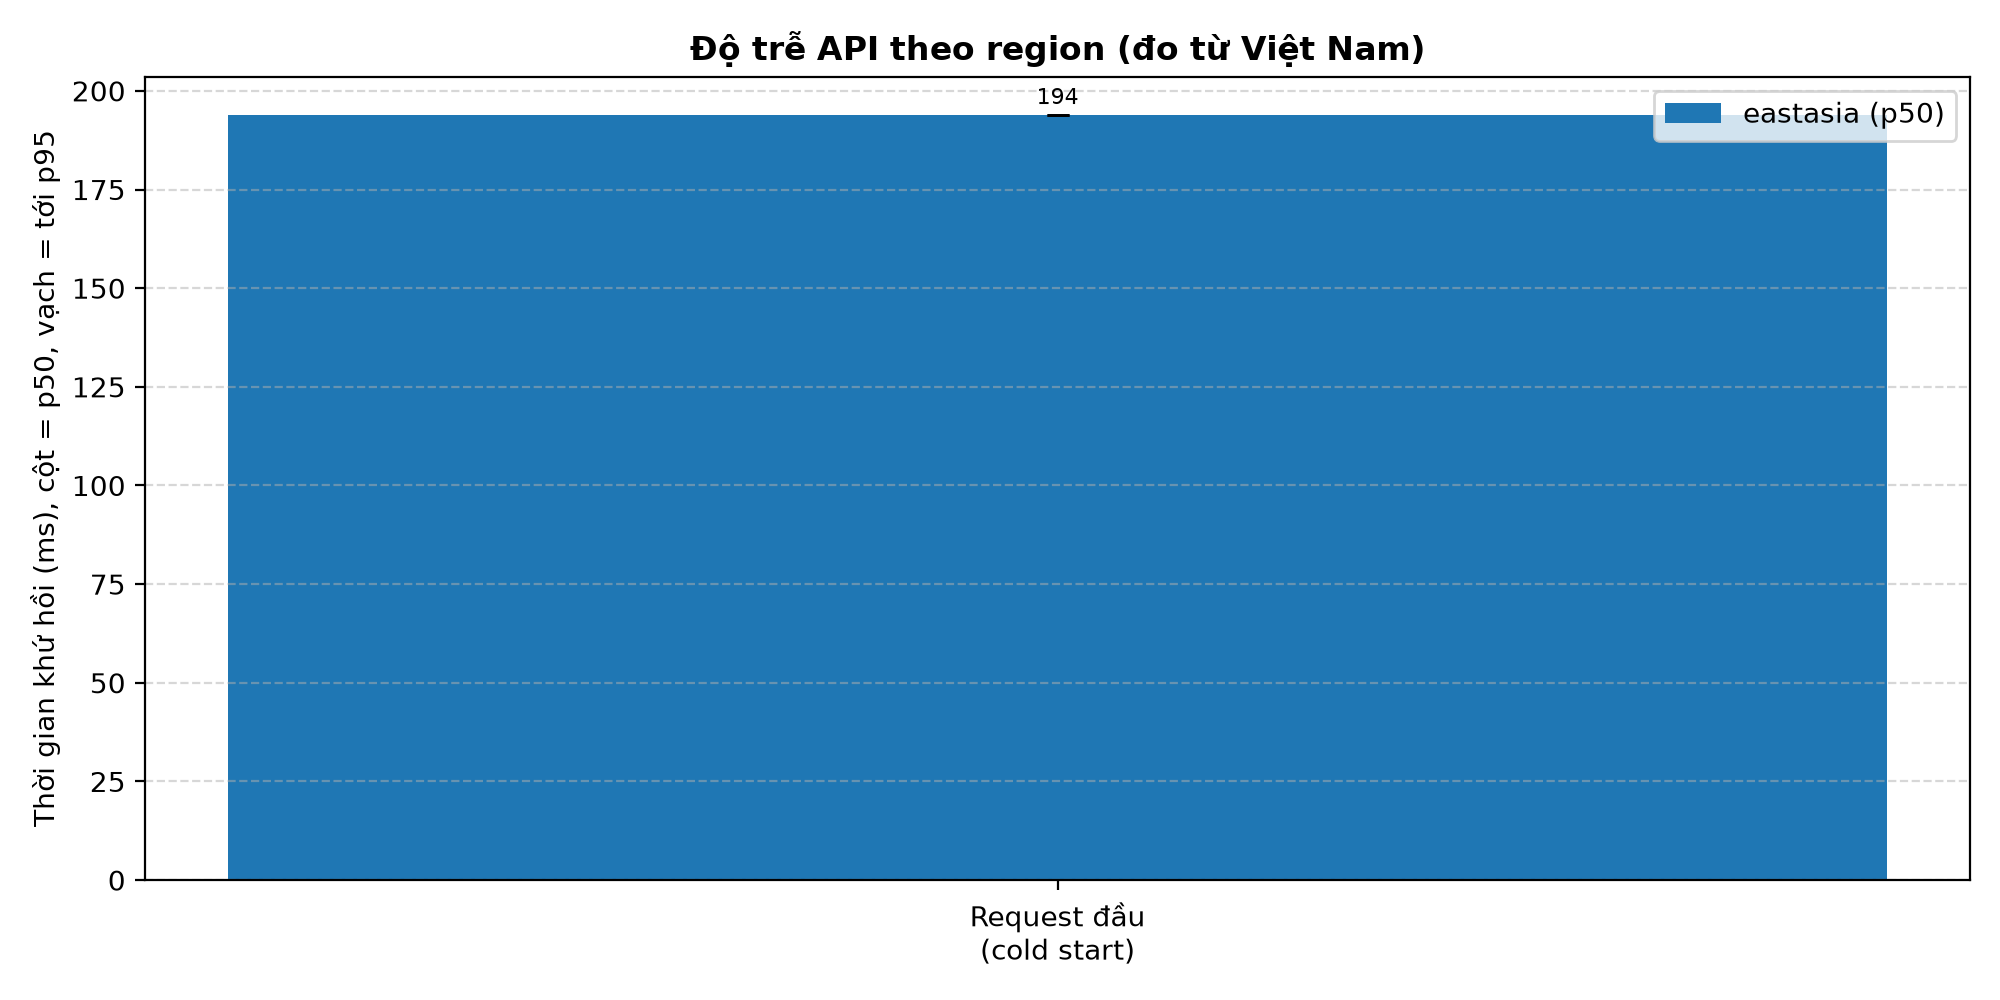 Độ trễ API theo region (đo từ Việt Nam)
Thời gian khứ hồi (ms), cột = p50, vạch = tới p95
200
175
150
125
100
75
50
25
0
194
eastasia (p50)
Request đầu
(cold start)